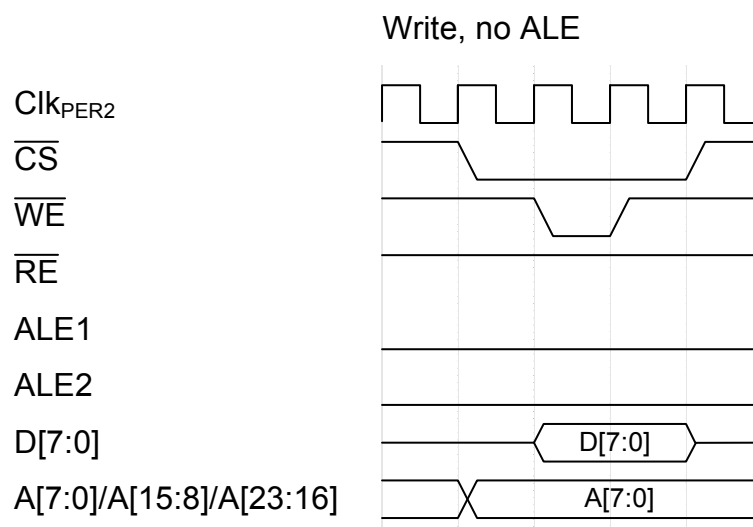 Write, no ALE
ClkPER2
CS
WE
RE
ALE1
ALE2
D[7:0] D[7:0]
A[7:0]/A[15:8]/A[23:16] A[7:0]